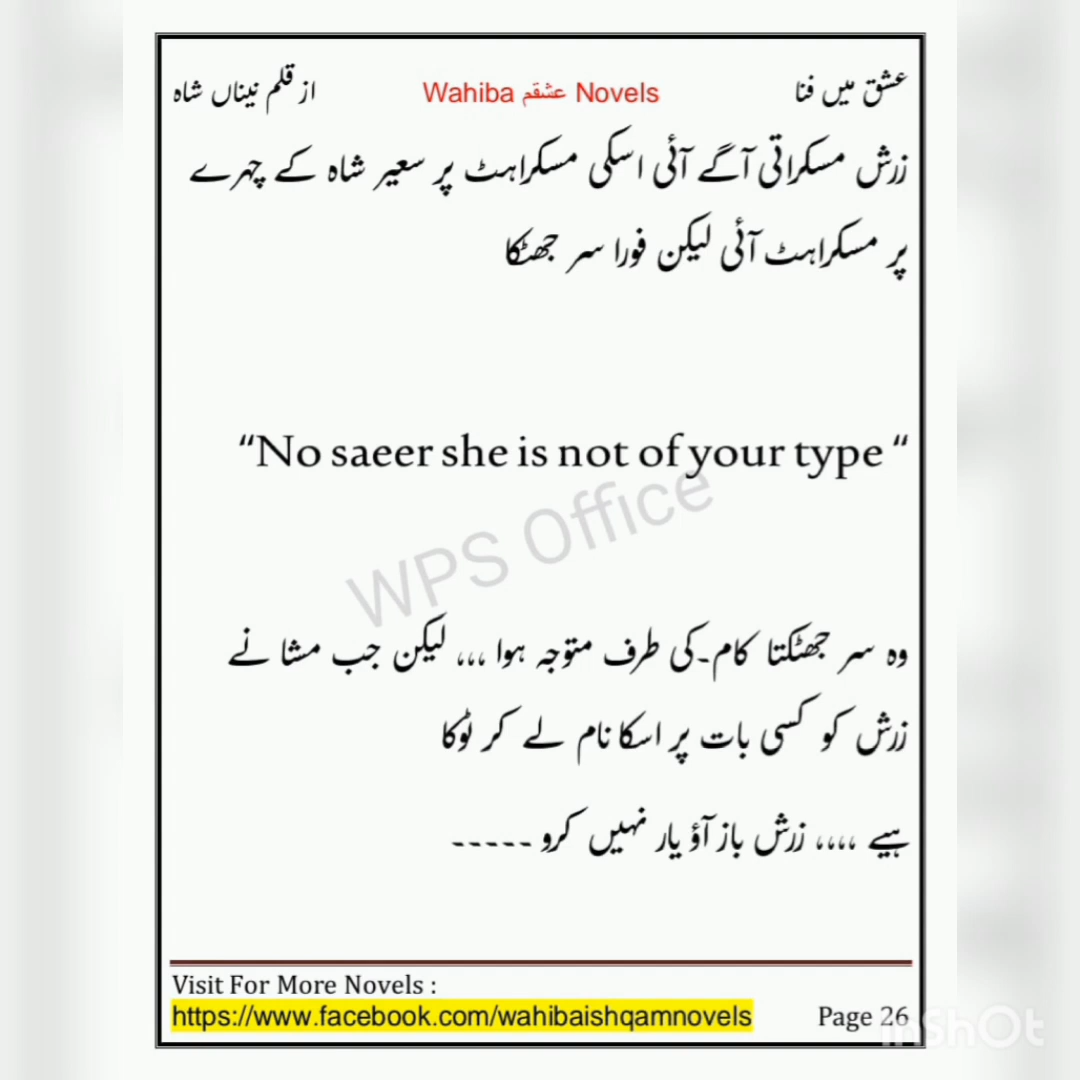 عشق میں فنا Wahiba عشقم Novels از قلم نیناں شاہ
زرش مسکراتی آگے آئی اسکی مسکراہٹ پر سعیر شاہ کے چہرے
پر مسکراہٹ آئی لیکن فورا سر جھٹکا
“No saeer she is not of your type “
WPS Office
وہ سر جھٹکتا کام۔کی طرف متوجہ ہوا ،،، لیکن جب مشا نے
زرش کو کسی بات پر اسکا نام لے کر ٹوکا
ہیے ،،،، زرش باز آؤ یار نہیں کرو -----
Visit For More Novels :
https://www.facebook.com/wahibaishqamnovels Page 26
InShOt